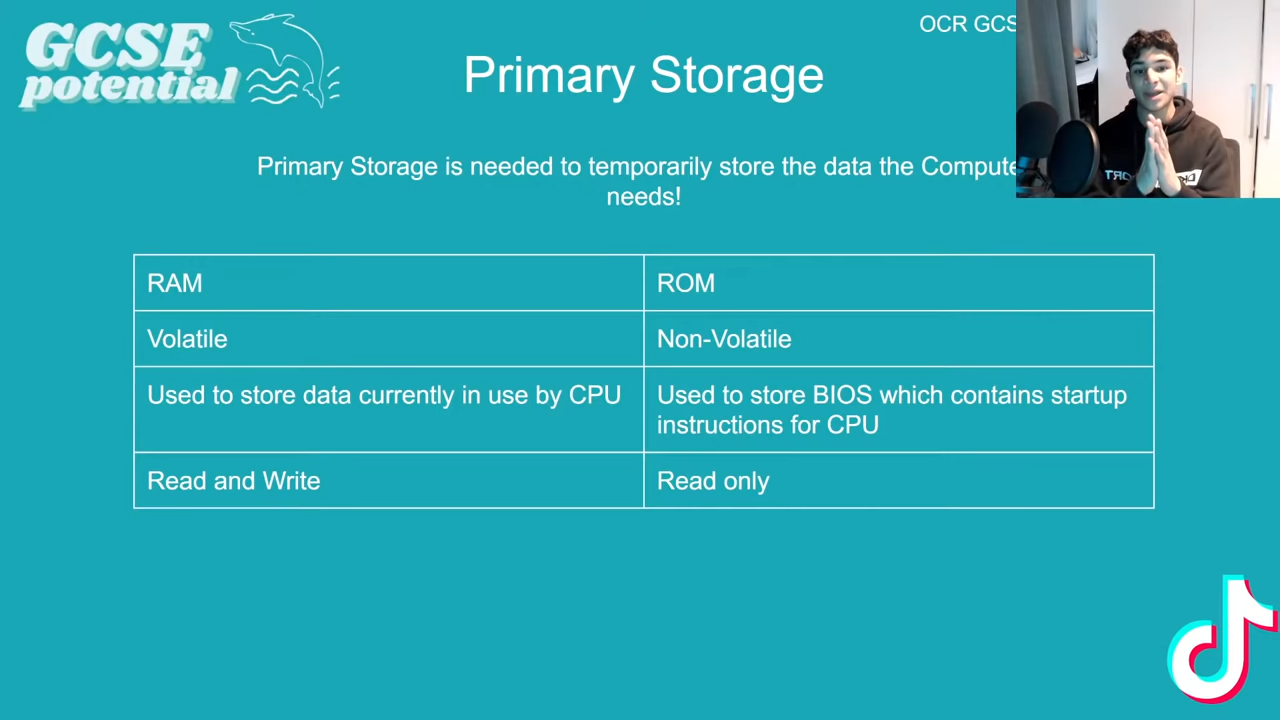 GCSE
potential
OCR GCS
Primary Storage
Primary Storage is needed to temporarily store the data the Compute
needs!
RAM
ROM
Volatile
Non-Volatile
Used to store data currently in use by CPU
Used to store BIOS which contains startup
instructions for CPU
Read and Write
Read only